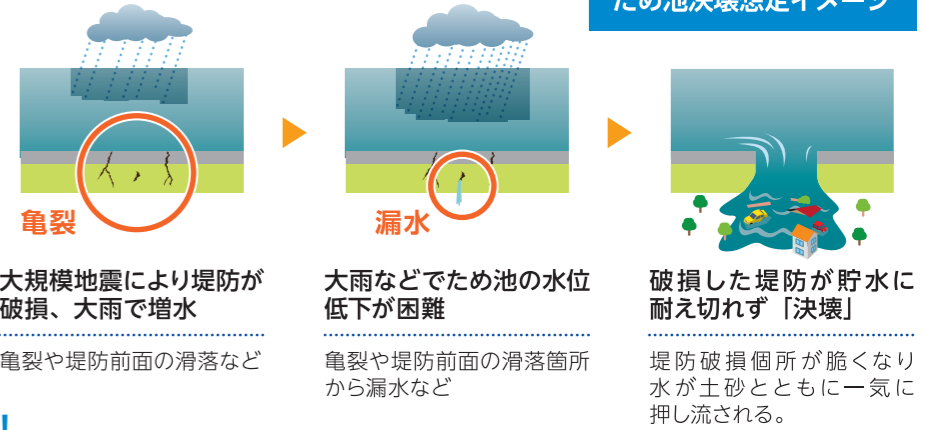 ため池決壊想定イメージ
亀裂
漏水
大規模地震により堤防が
破損、大雨で増水
亀裂や堤防前面の滑落など
大雨などでため池の水位
低下が困難
亀裂や堤防前面の滑落箇所
から漏水など
破損した堤防が貯水に
耐え切れず「決壊」
堤防破損個所が脆くなり
水が土砂とともに一気に
押し流される。